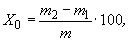 X₀ = (m₂ − m₁)/m · 100,